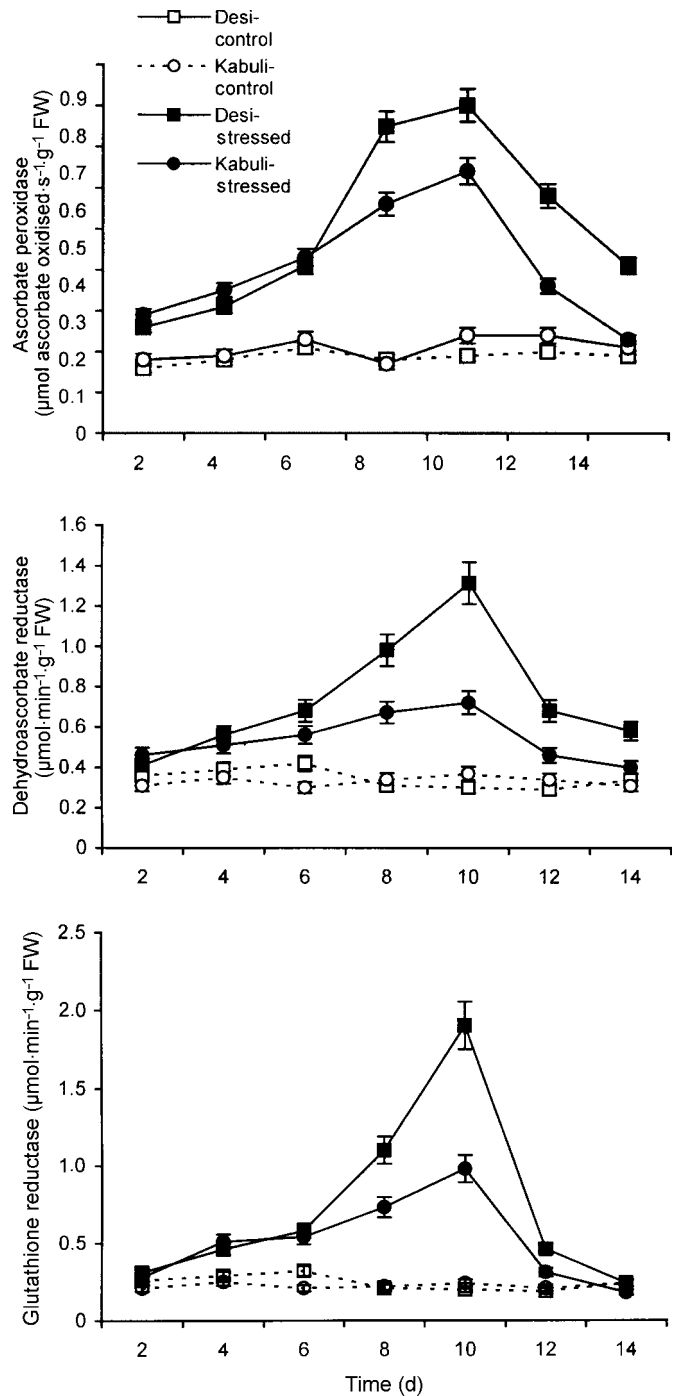 Desi-
control
Kabuli-
control
Desi-
stressed
Kabuli-
stressed
Ascorbate peroxidase
(µmol ascorbate oxidised·s⁻¹·g⁻¹ FW)
0.9
0.8
0.7
0.6
0.5
0.4
0.3
0.2
0.1
0
2 4 6 8 10 12 14
Dehydroascorbate reductase
(µmol·min⁻¹·g⁻¹ FW)
1.6
1.4
1.2
1.0
0.8
0.6
0.4
0.2
0
2 4 6 8 10 12 14
Glutathione reductase (µmol·min⁻¹·g⁻¹ FW)
2.5
2.0
1.5
1.0
0.5
0
2 4 6 8 10 12 14
Time (d)